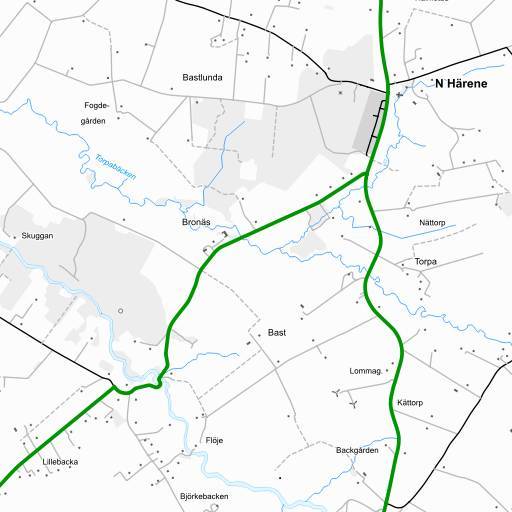 Bastlunda
N Härene
Fogde-
gården
Torpabäcken
Bronäs
Nättorp
Skuggan
Torpa
Bast
Lommag.
Kättorp
Flöje
Backgården
Lillebacka
Björkebacken